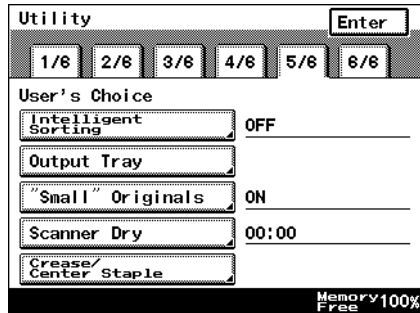 Utility
Enter
1/6 2/6 3/6 4/6 5/6 6/6
User's Choice
Intelligent
Sorting
OFF
Output Tray
"Small" Originals
ON
Scanner Dry
00:00
Crease/
Center Staple
Memory
Free
100%